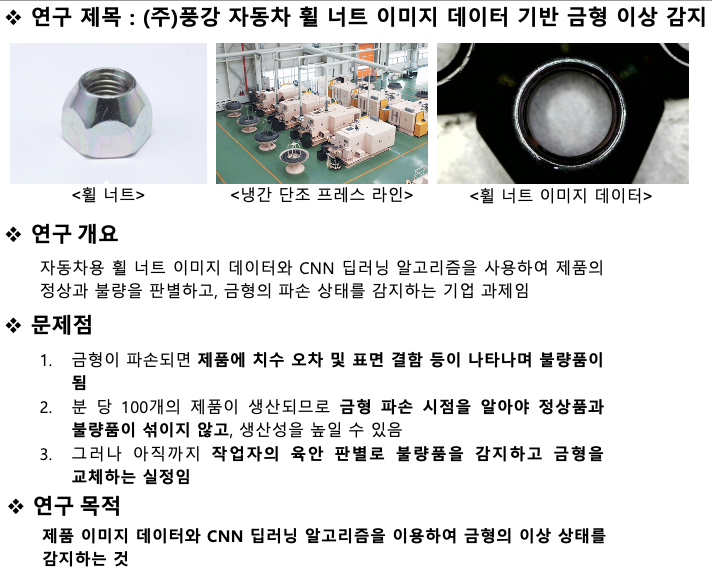 ❖ 연구 제목 : (주)풍강 자동차 휠 너트 이미지 데이터 기반 금형 이상 감지
<휠 너트>
<냉간 단조 프레스 라인>
<휠 너트 이미지 데이터>
❖ 연구 개요
자동차용 휠 너트 이미지 데이터와 CNN 딥러닝 알고리즘을 사용하여 제품의
정상과 불량을 판별하고, 금형의 파손 상태를 감지하는 기업 과제임
❖ 문제점
1. 금형이 파손되면 제품에 치수 오차 및 표면 결함 등이 나타나며 불량품이
됨
2. 분 당 100개의 제품이 생산되므로 금형 파손 시점을 알아야 정상품과
불량품이 섞이지 않고, 생산성을 높일 수 있음
3. 그러나 아직까지 작업자의 육안 판별로 불량품을 감지하고 금형을
교체하는 실정임
❖ 연구 목적
제품 이미지 데이터와 CNN 딥러닝 알고리즘을 이용하여 금형의 이상 상태를
감지하는 것